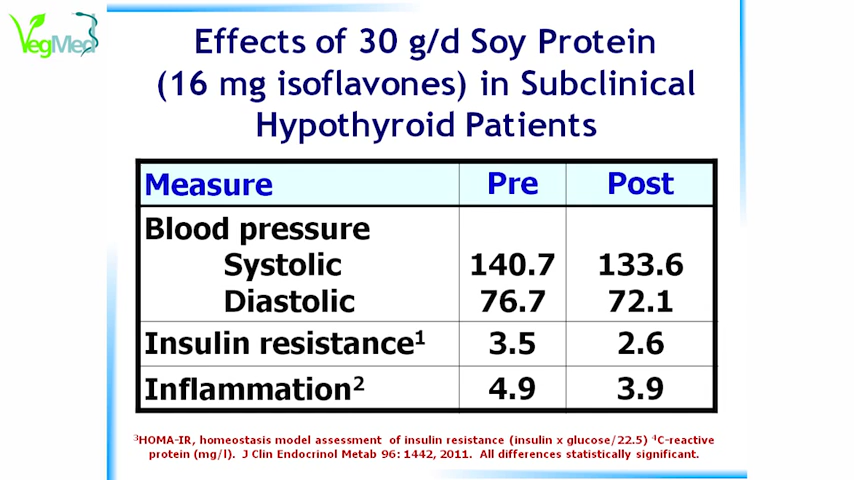 VegMed
Effects of 30 g/d Soy Protein
(16 mg isoflavones) in Subclinical
Hypothyroid Patients
Measure Pre Post
Blood pressure
Systolic 140.7 133.6
Diastolic 76.7 72.1
Insulin resistance¹ 3.5 2.6
Inflammation² 4.9 3.9
³HOMA-IR, homeostasis model assessment of insulin resistance (insulin x glucose/22.5) ⁴C-reactive
protein (mg/l). J Clin Endocrinol Metab 96: 1442, 2011. All differences statistically significant.